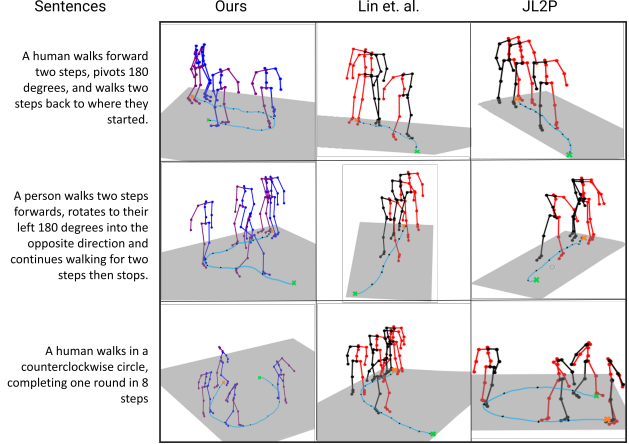 Sentences
Ours
Lin et. al.
JL2P
A human walks forward
two steps, pivots 180
degrees, and walks two
steps back to where they
started.
A person walks two steps
forwards, rotates to their
left 180 degrees into the
opposite direction and
continues walking for two
steps then stops.
A human walks in a
counterclockwise circle,
completing one round in 8
steps